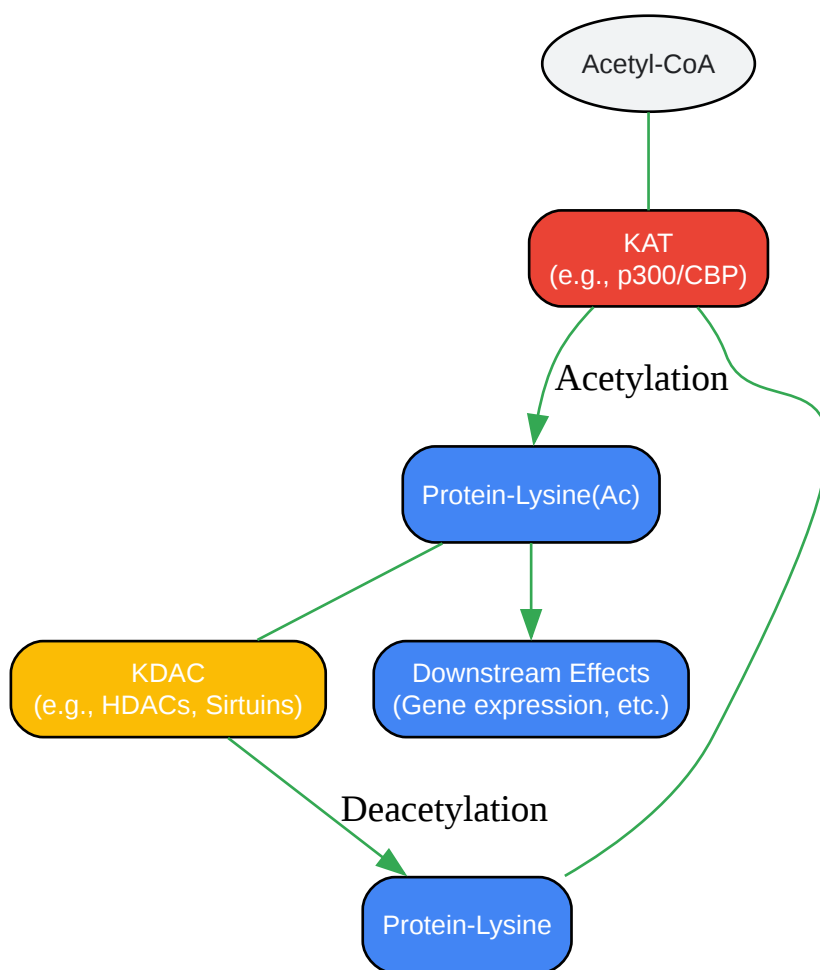 Acetyl-CoA
KAT
(e.g., p300/CBP)
Acetylation
Protein-Lysine(Ac)
KDAC
(e.g., HDACs, Sirtuins)
Downstream Effects
(Gene expression, etc.)
Deacetylation
Protein-Lysine